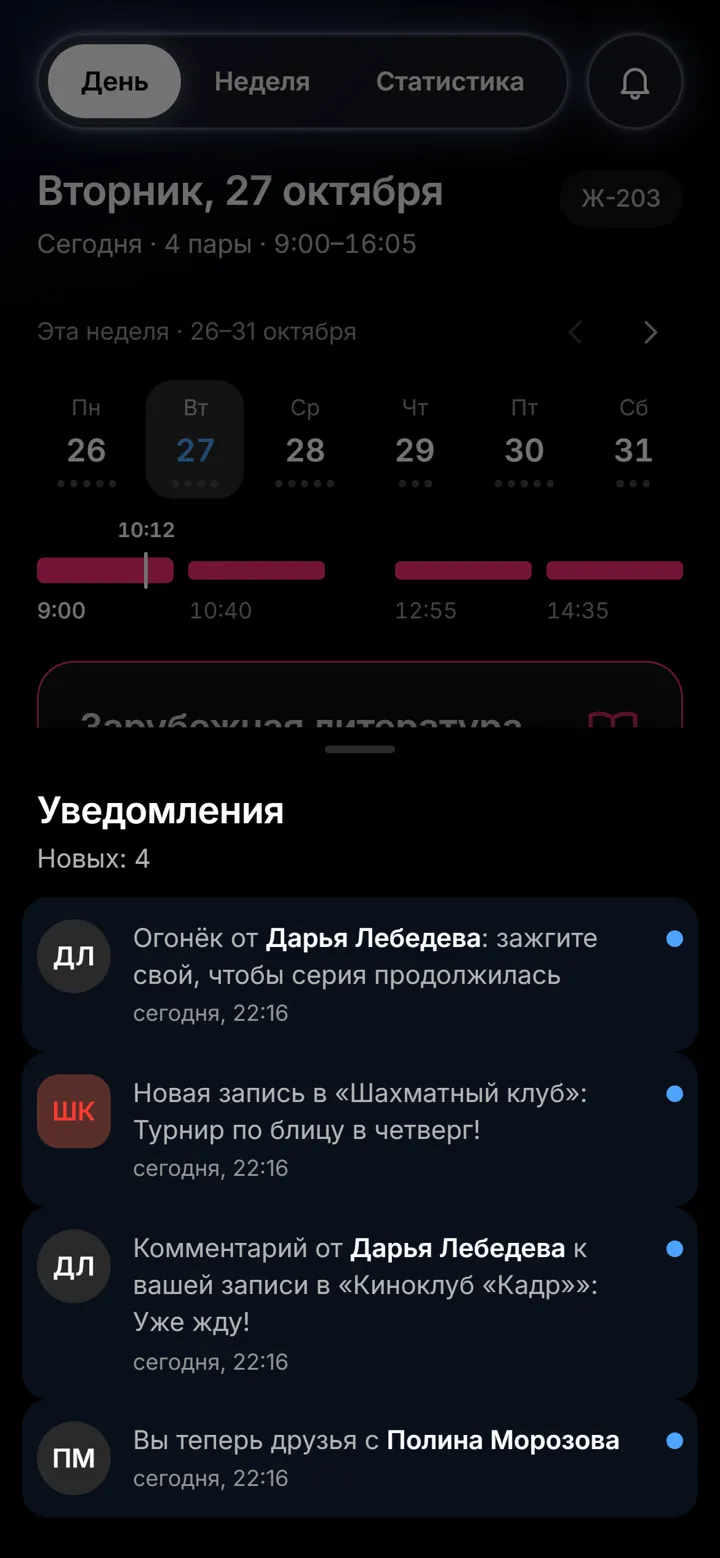 День Неделя Статистика
Вторник, 27 октября
Ж-203
Сегодня · 4 пары · 9:00–16:05
Эта неделя · 26–31 октября
Пн Вт Ср Чт Пт Сб
26 27 28 29 30 31
10:12
9:00 10:40 12:55 14:35
Зарубежная литература
Уведомления
Новых: 4
ДЛ
Огонёк от Дарья Лебедева: зажгите
свой, чтобы серия продолжилась
сегодня, 22:16
ШК
Новая запись в «Шахматный клуб»:
Турнир по блицу в четверг!
сегодня, 22:16
ДЛ
Комментарий от Дарья Лебедева к
вашей записи в «Киноклуб «Кадр»»:
Уже жду!
сегодня, 22:16
ПМ
Вы теперь друзья с Полина Морозова
сегодня, 22:16